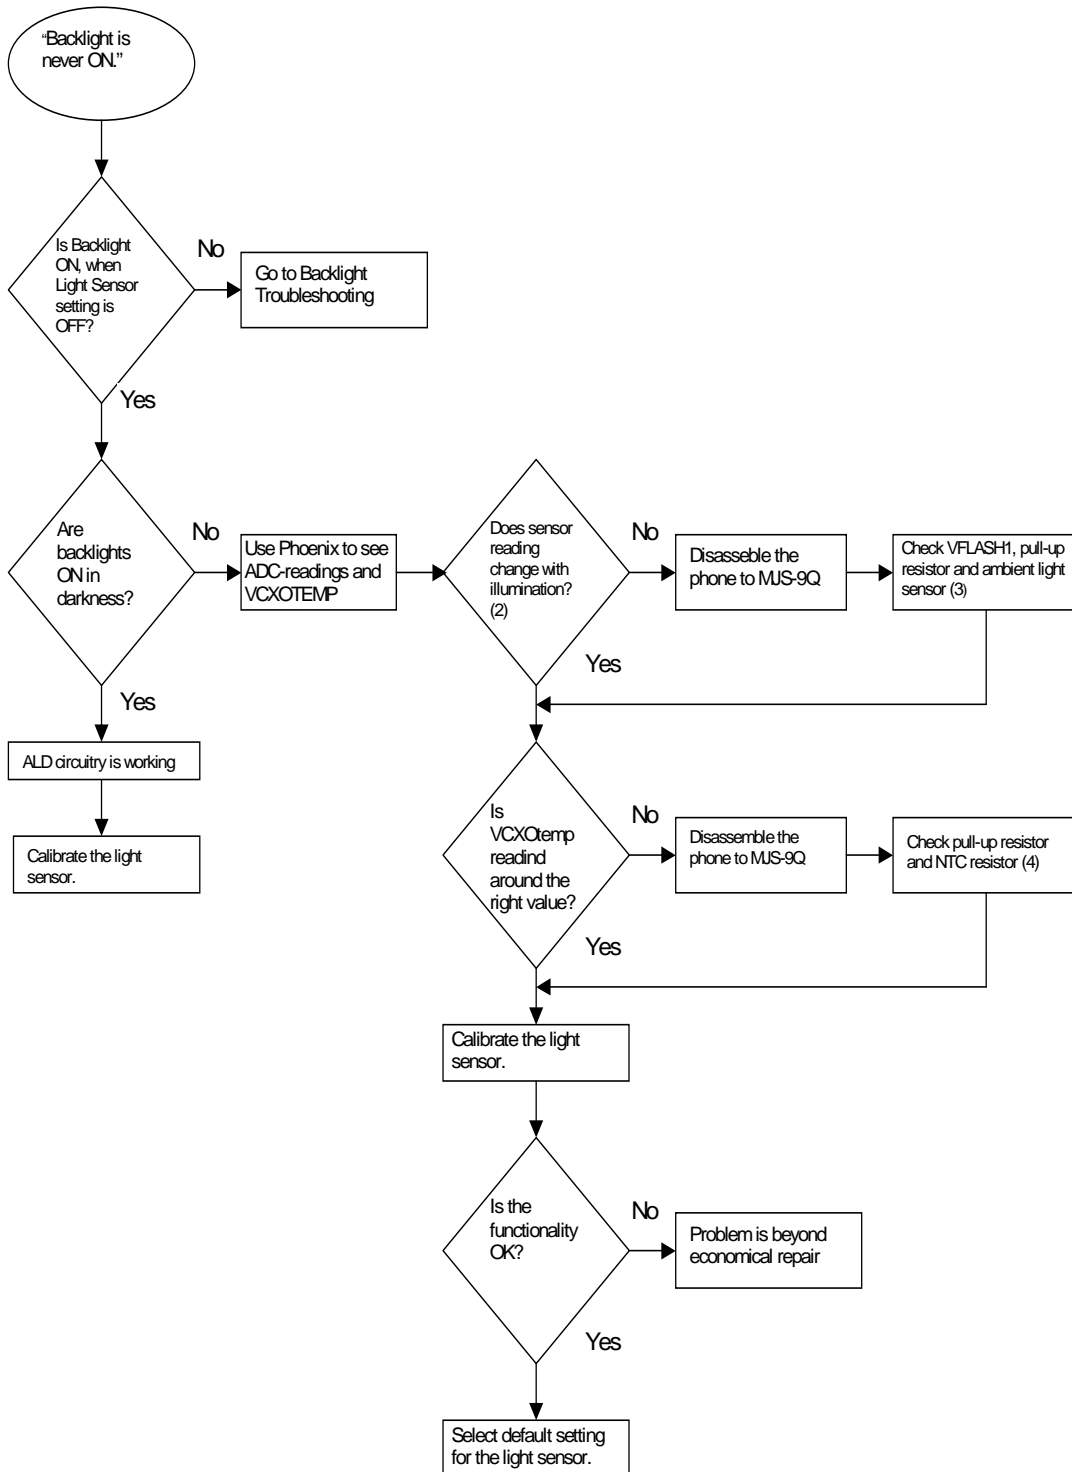 “Backlight is
never ON.”
Is Backlight
ON, when
Light Sensor
setting is
OFF?
No
Go to Backlight
Troubleshooting
Yes
Are
backlights
ON in
darkness?
No
Use Phoenix to see
ADC-readings and
VCXOTEMP
Does sensor
reading
change with
illumination?
(2)
No
Disasseble the
phone to MJS-9Q
Check VFLASH1, pull-up
resistor and ambient light
sensor (3)
Yes
Yes
ALD circuitry is working
Calibrate the light
sensor.
Is
VCXOtemp
readind
around the
right value?
No
Disassemble the
phone to MJS-9Q
Check pull-up resistor
and NTC resistor (4)
Yes
Calibrate the light
sensor.
Is the
functionality
OK?
No
Problem is beyond
economical repair
Yes
Select default setting
for the light sensor.